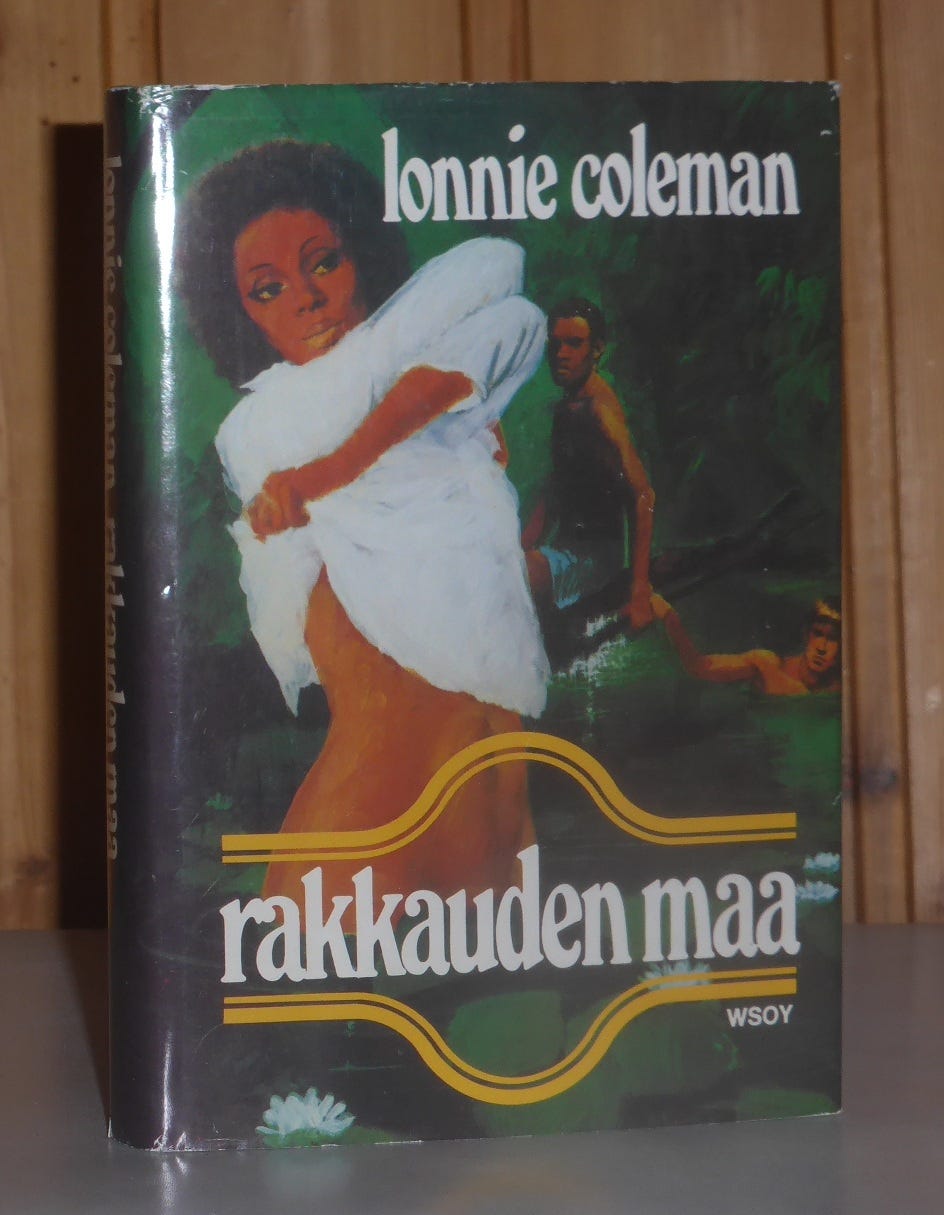 lonnie coleman
rakkauden maa
WSOY
lonnie coleman rakkauden maa